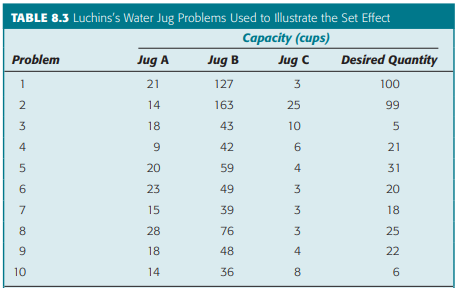 TABLE 8.3 Luchins's Water Jug Problems Used to Illustrate the Set Effect
Capacity (cups)
Problem Jug A Jug B Jug C Desired Quantity
1 21 127 3 100
2 14 163 25 99
3 18 43 10 5
4 9 42 6 21
5 20 59 4 31
6 23 49 3 20
7 15 39 3 18
8 28 76 3 25
9 18 48 4 22
10 14 36 8 6